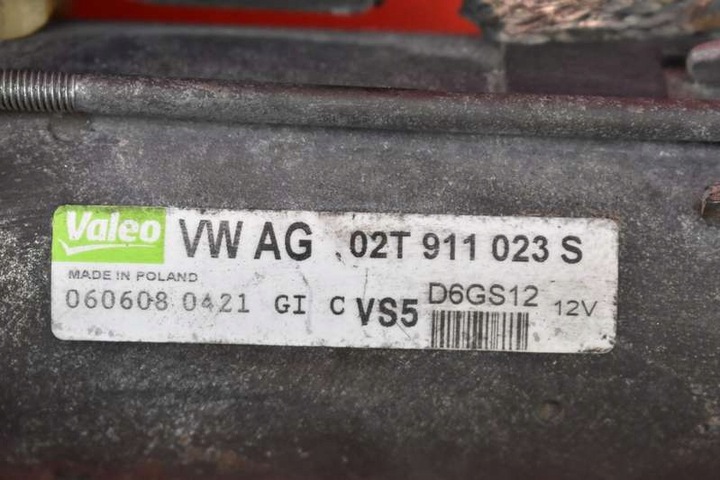 Valeo VW AG 02T 911 023 S
MADE IN POLAND
060608 0421 GI C VS5 D6GS12 12V